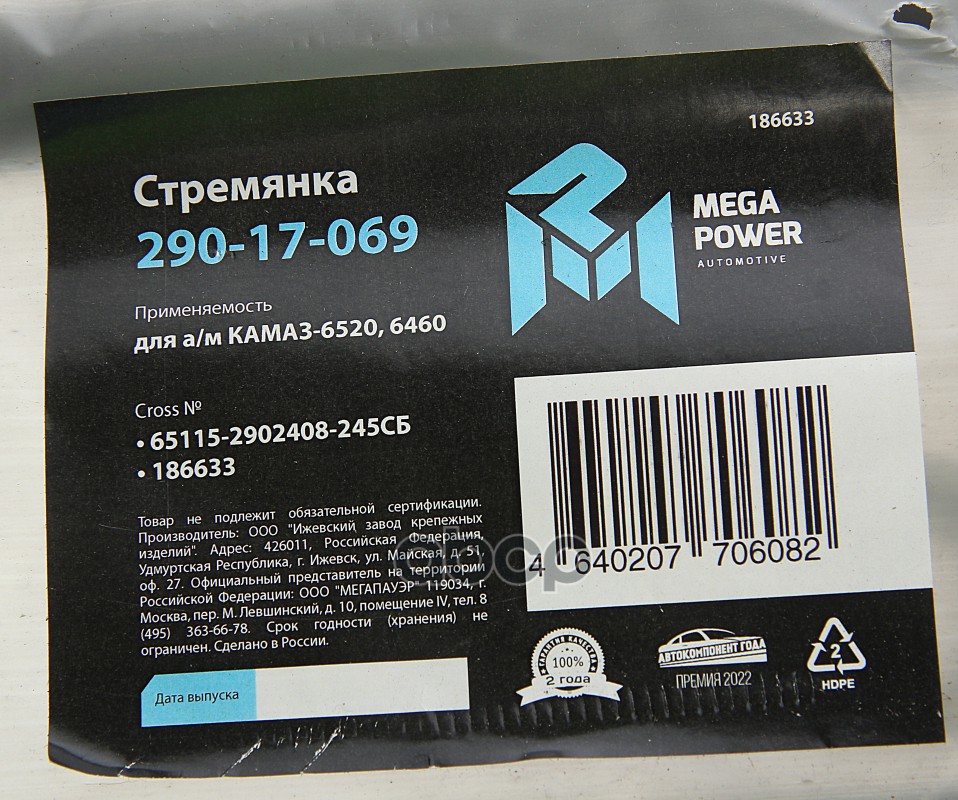 186633
Стремянка
290-17-069
MEGA
POWER
AUTOMOTIVE
Применяемость
для а/м КАМАЗ-6520, 6460
Cross №
• 65115-2902408-245СБ
• 186633
Товар не подлежит обязательной сертификации.
Производитель: ООО "Ижевский завод крепежных
изделий". Адрес: 426011, Российская Федерация,
Удмуртская Республика, г. Ижевск, ул. Майская, д. 51,
оф. 27. Официальный представитель на территории
Российской Федерации: ООО "МЕГАПАУЭР" 119034, г.
Москва, пер. М. Левшинский, д. 10, помещение IV, тел. 8
(495) 363-66-78. Срок годности (хранения) не
ограничен. Сделано в России.
Дата выпуска
4 640207 706082
ГАРАНТИЯ КАЧЕСТВА
100%
2 года
АВТОКОМПОНЕНТ ГОДА
ПРЕМИЯ 2022
2
HDPE